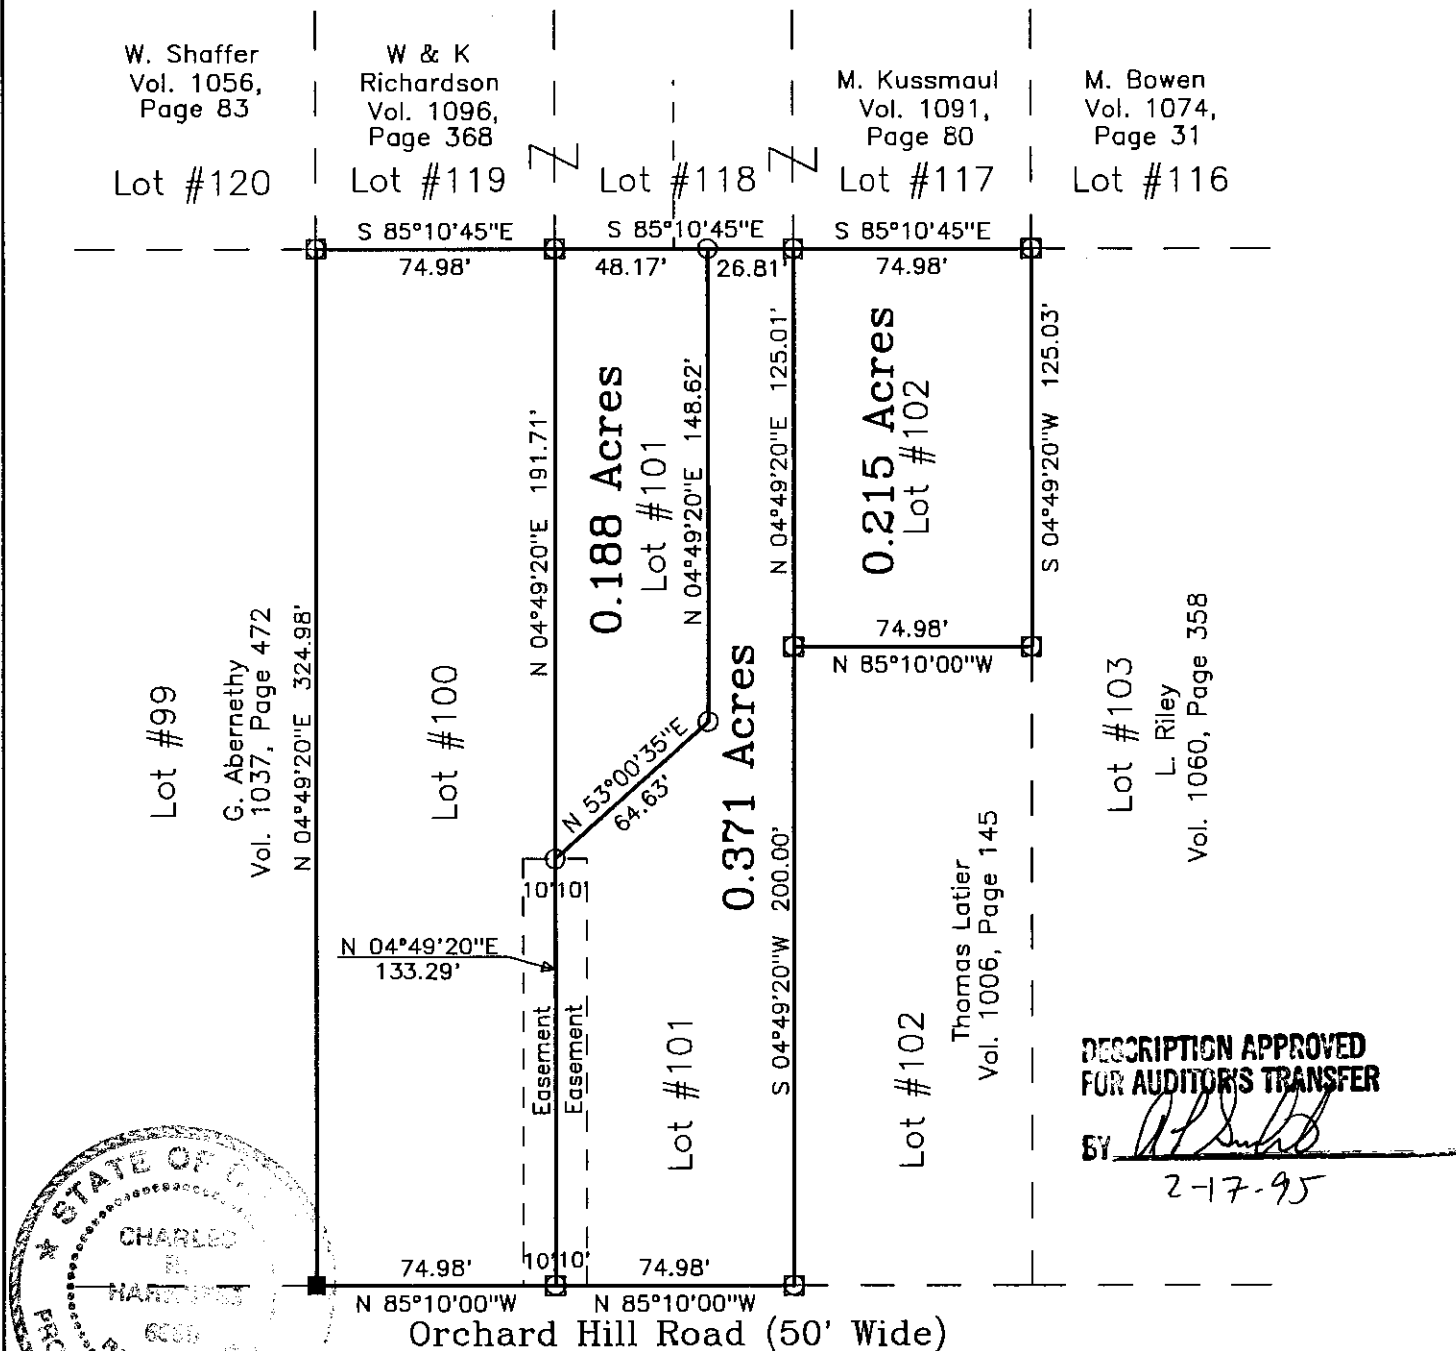 W. Shaffer
Vol. 1056,
Page 83
Lot #120
W & K
Richardson
Vol. 1096,
Page 368
Lot #119
Lot #118
M. Kussmaul
Vol. 1091,
Page 80
Lot #117
M. Bowen
Vol. 1074,
Page 31
Lot #116
S 85°10'45"E
74.98'
S 85°10'45"E
48.17'
26.81'
S 85°10'45"E
74.98'
Lot #99
G. Abernethy
Vol. 1037, Page 472
N 04°49'20"E 324.98'
Lot #100
N 04°49'20"E 191.71'
0.188 Acres
Lot #101
N 04°49'20"E 148.62'
N 04°49'20"E 125.01'
0.215 Acres
Lot #102
S 04°49'20"W 125.03'
74.98'
N 85°10'00"W
N 53°00'35"E
64.63'
0.371 Acres
Lot #103
L. Riley
Vol. 1060, Page 358
10'
10'
N 04°49'20"E
133.29'
Easement
Easement
Lot #101
S 04°49'20"W 200.00'
Lot #102
Thomas Latier
Vol. 1006, Page 145
DESCRIPTION APPROVED
FOR AUDITOR'S TRANSFER
BY
2-17-95
STATE OF
CHARLES
74.98'
10'
10'
74.98'
N 85°10'00"W
N 85°10'00"W
Orchard Hill Road (50' Wide)